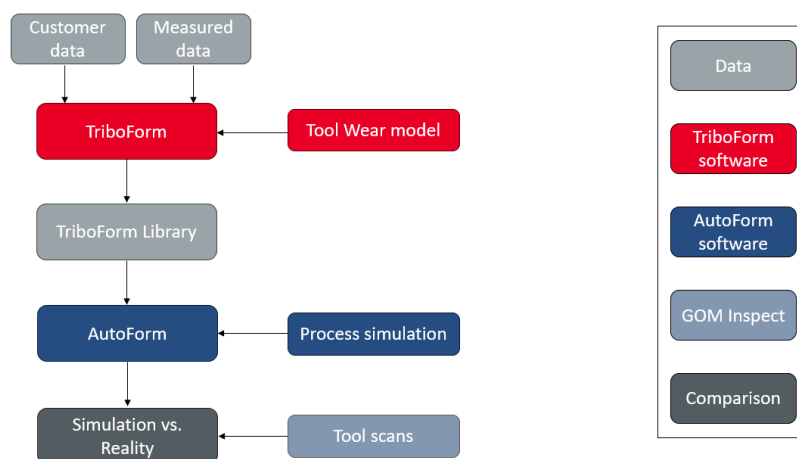 Customer
data
Measured
data
TriboForm
Tool Wear model
TriboForm Library
AutoForm
Process simulation
Simulation vs.
Reality
Tool scans
Data
TriboForm
software
AutoForm
software
GOM Inspect
Comparison